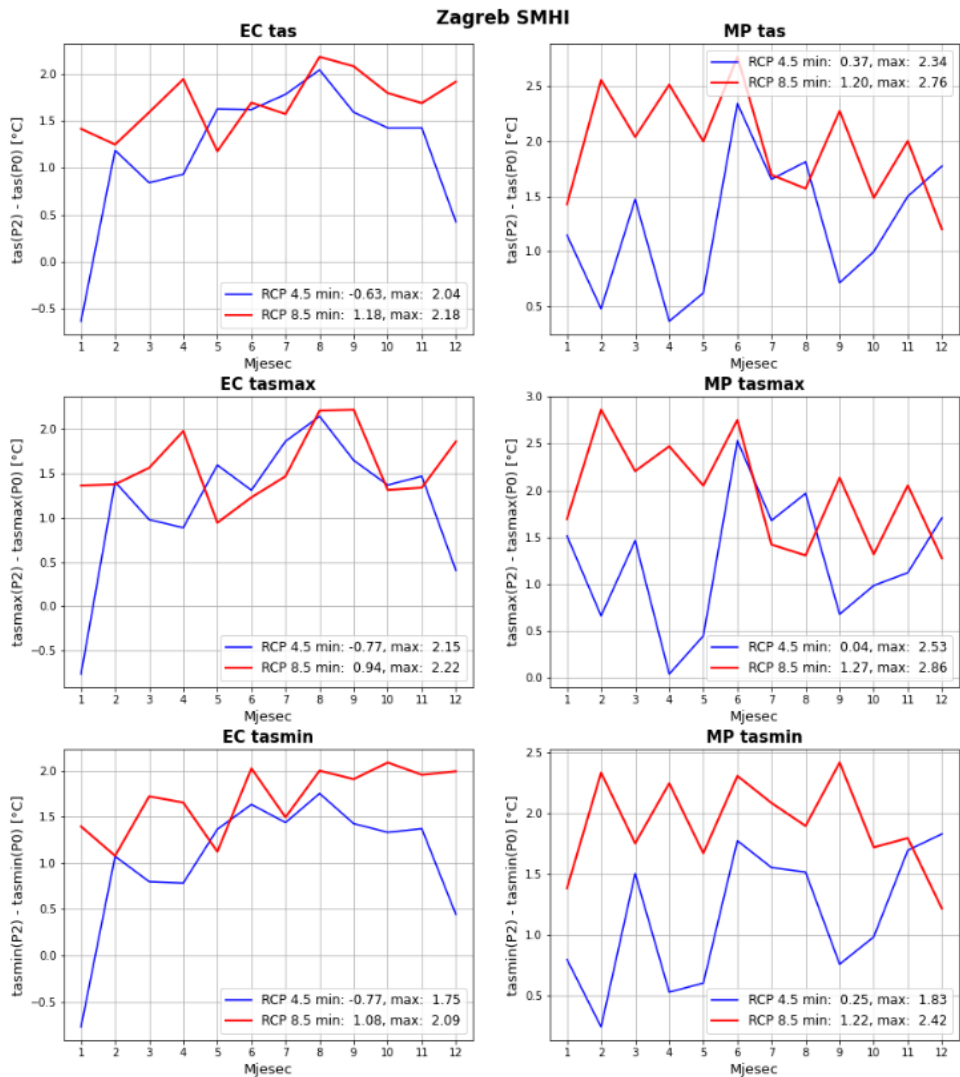 Zagreb SMHI
EC tas
tas(P2) - tas(P0) [°C]
2.0
1.5
1.0
0.5
0.0
−0.5
RCP 4.5 min: -0.63, max:  2.04
RCP 8.5 min:  1.18, max:  2.18
1 2 3 4 5 6 7 8 9 10 11 12
Mjesec
MP tas
tas(P2) - tas(P0) [°C]
RCP 4.5 min:  0.37, max:  2.34
RCP 8.5 min:  1.20, max:  2.76
2.5
2.0
1.5
1.0
0.5
1 2 3 4 5 6 7 8 9 10 11 12
Mjesec
EC tasmax
tasmax(P2) - tasmax(P0) [°C]
2.0
1.5
1.0
0.5
0.0
−0.5
RCP 4.5 min: -0.77, max:  2.15
RCP 8.5 min:  0.94, max:  2.22
1 2 3 4 5 6 7 8 9 10 11 12
Mjesec
MP tasmax
tasmax(P2) - tasmax(P0) [°C]
3.0
2.5
2.0
1.5
1.0
0.5
0.0
RCP 4.5 min:  0.04, max:  2.53
RCP 8.5 min:  1.27, max:  2.86
1 2 3 4 5 6 7 8 9 10 11 12
Mjesec
EC tasmin
tasmin(P2) - tasmin(P0) [°C]
2.0
1.5
1.0
0.5
0.0
−0.5
RCP 4.5 min: -0.77, max:  1.75
RCP 8.5 min:  1.08, max:  2.09
1 2 3 4 5 6 7 8 9 10 11 12
Mjesec
MP tasmin
tasmin(P2) - tasmin(P0) [°C]
2.5
2.0
1.5
1.0
0.5
RCP 4.5 min:  0.25, max:  1.83
RCP 8.5 min:  1.22, max:  2.42
1 2 3 4 5 6 7 8 9 10 11 12
Mjesec